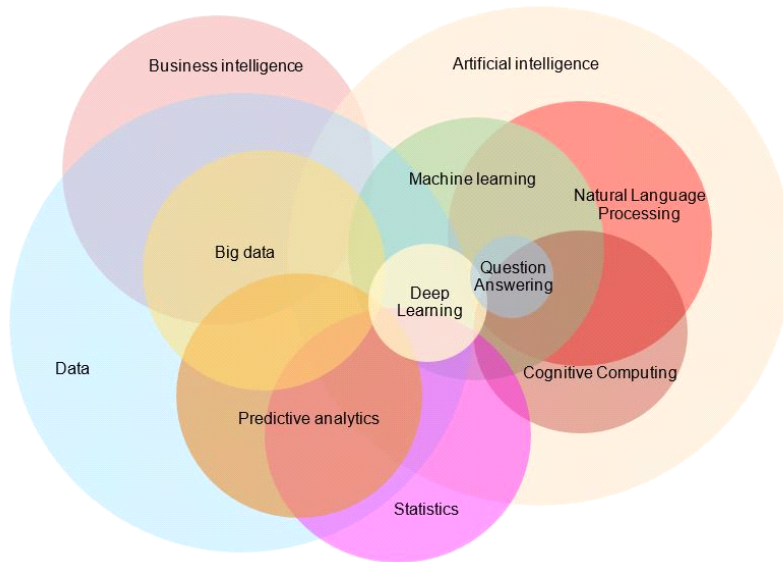 Business intelligence
Artificial intelligence
Machine learning
Natural Language
Processing
Big data
Question
Answering
Deep
Learning
Data
Cognitive Computing
Predictive analytics
Statistics